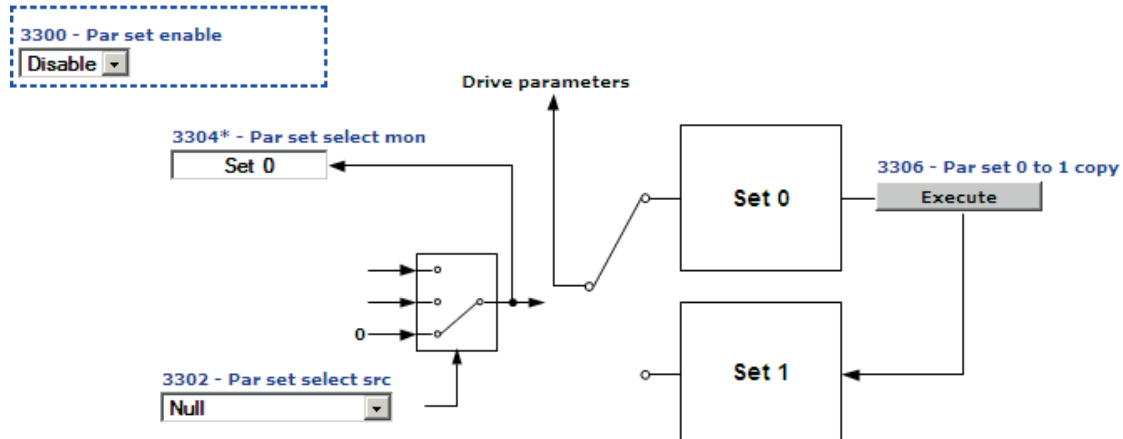 3300 - Par set enable
Disable
Drive parameters
3304* - Par set select mon
Set 0
Set 0
3306 - Par set 0 to 1 copy
Execute
0
3302 - Par set select src
Null
Set 1